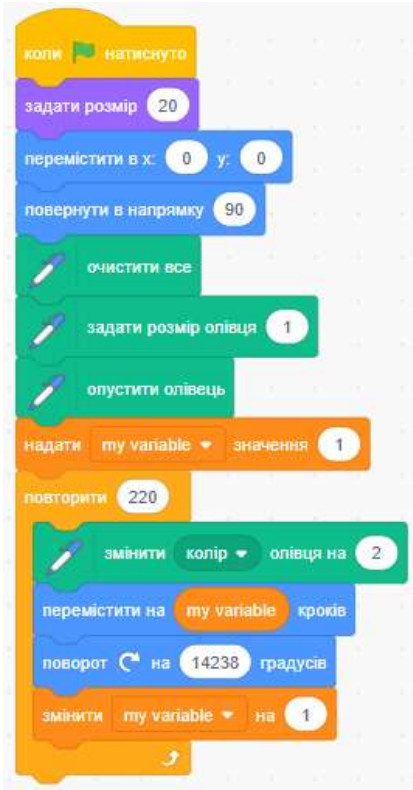 коли натиснуто
задати розмір 20
перемістити в x: 0 y: 0
повернути в напрямку 90
очистити все
задати розмір олівця 1
опустити олівець
надати my variable значення 1
повторити 220
змінити колір олівця на 2
перемістити на my variable кроків
поворот на 14238 градусів
змінити my variable на 1